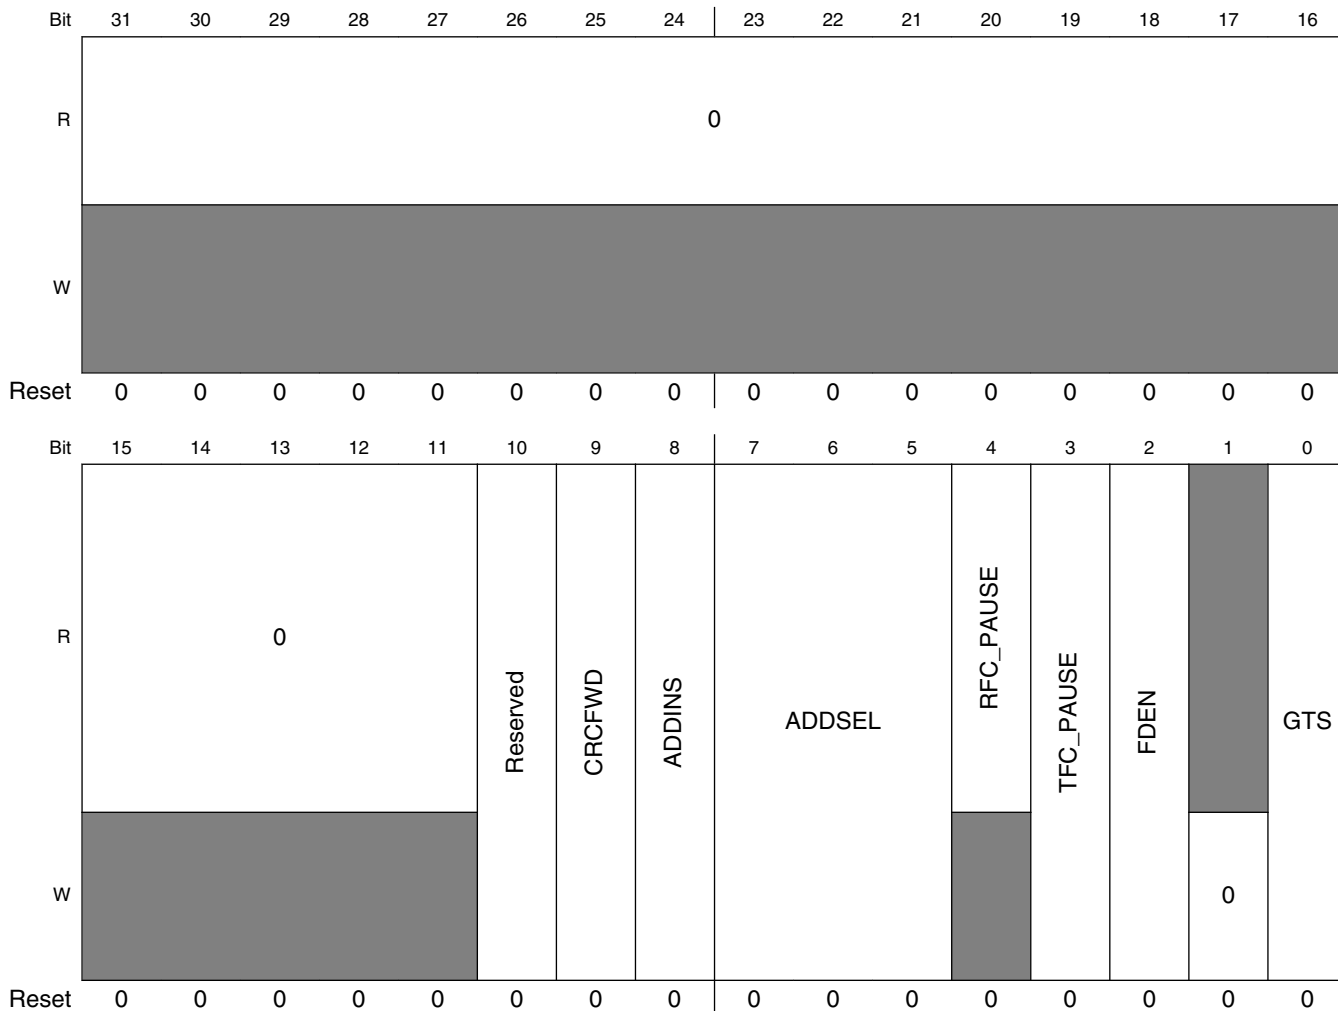 Bit 31 30 29 28 27 26 25 24 23 22 21 20 19 18 17 16
R 0
W
Reset 0 0 0 0 0 0 0 0 0 0 0 0 0 0 0 0
Bit 15 14 13 12 11 10 9 8 7 6 5 4 3 2 1 0
R 0 Reserved CRCFWD ADDINS ADDSEL RFC_PAUSE TFC_PAUSE FDEN GTS
W 0
Reset 0 0 0 0 0 0 0 0 0 0 0 0 0 0 0 0